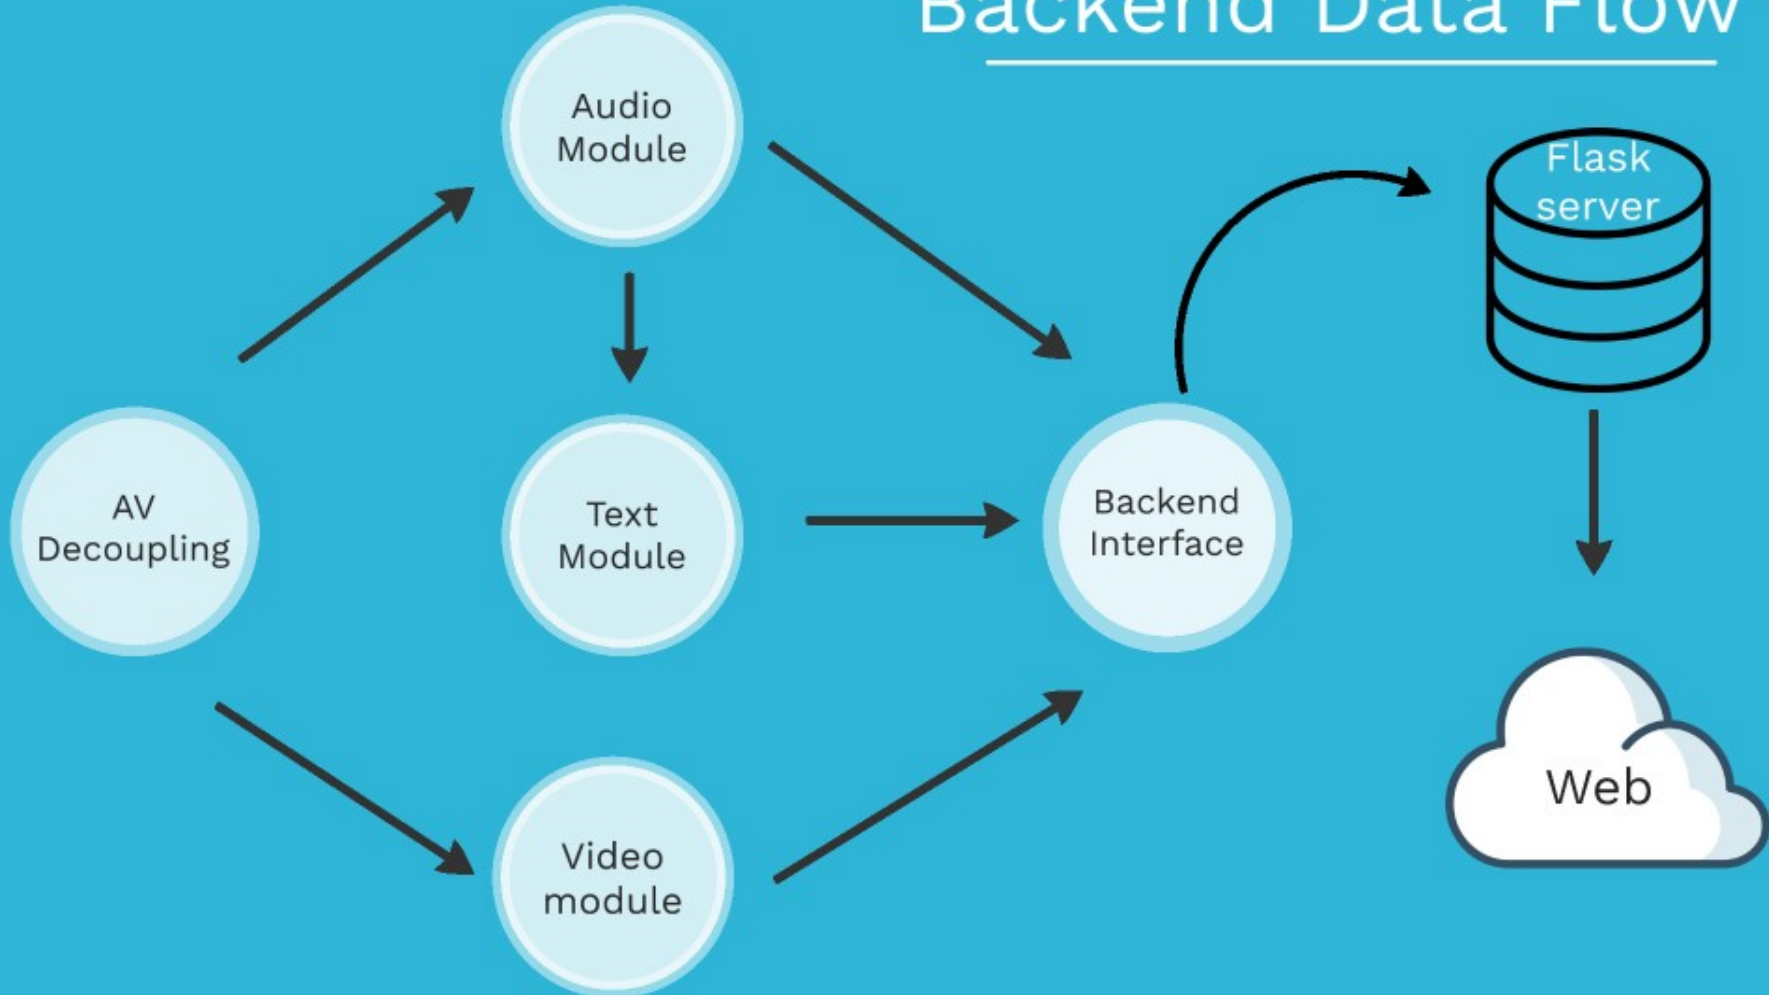 Backend Data Flow
Audio
Module
Flask
server
AV
Decoupling
Text
Module
Backend
Interface
Video
module
Web